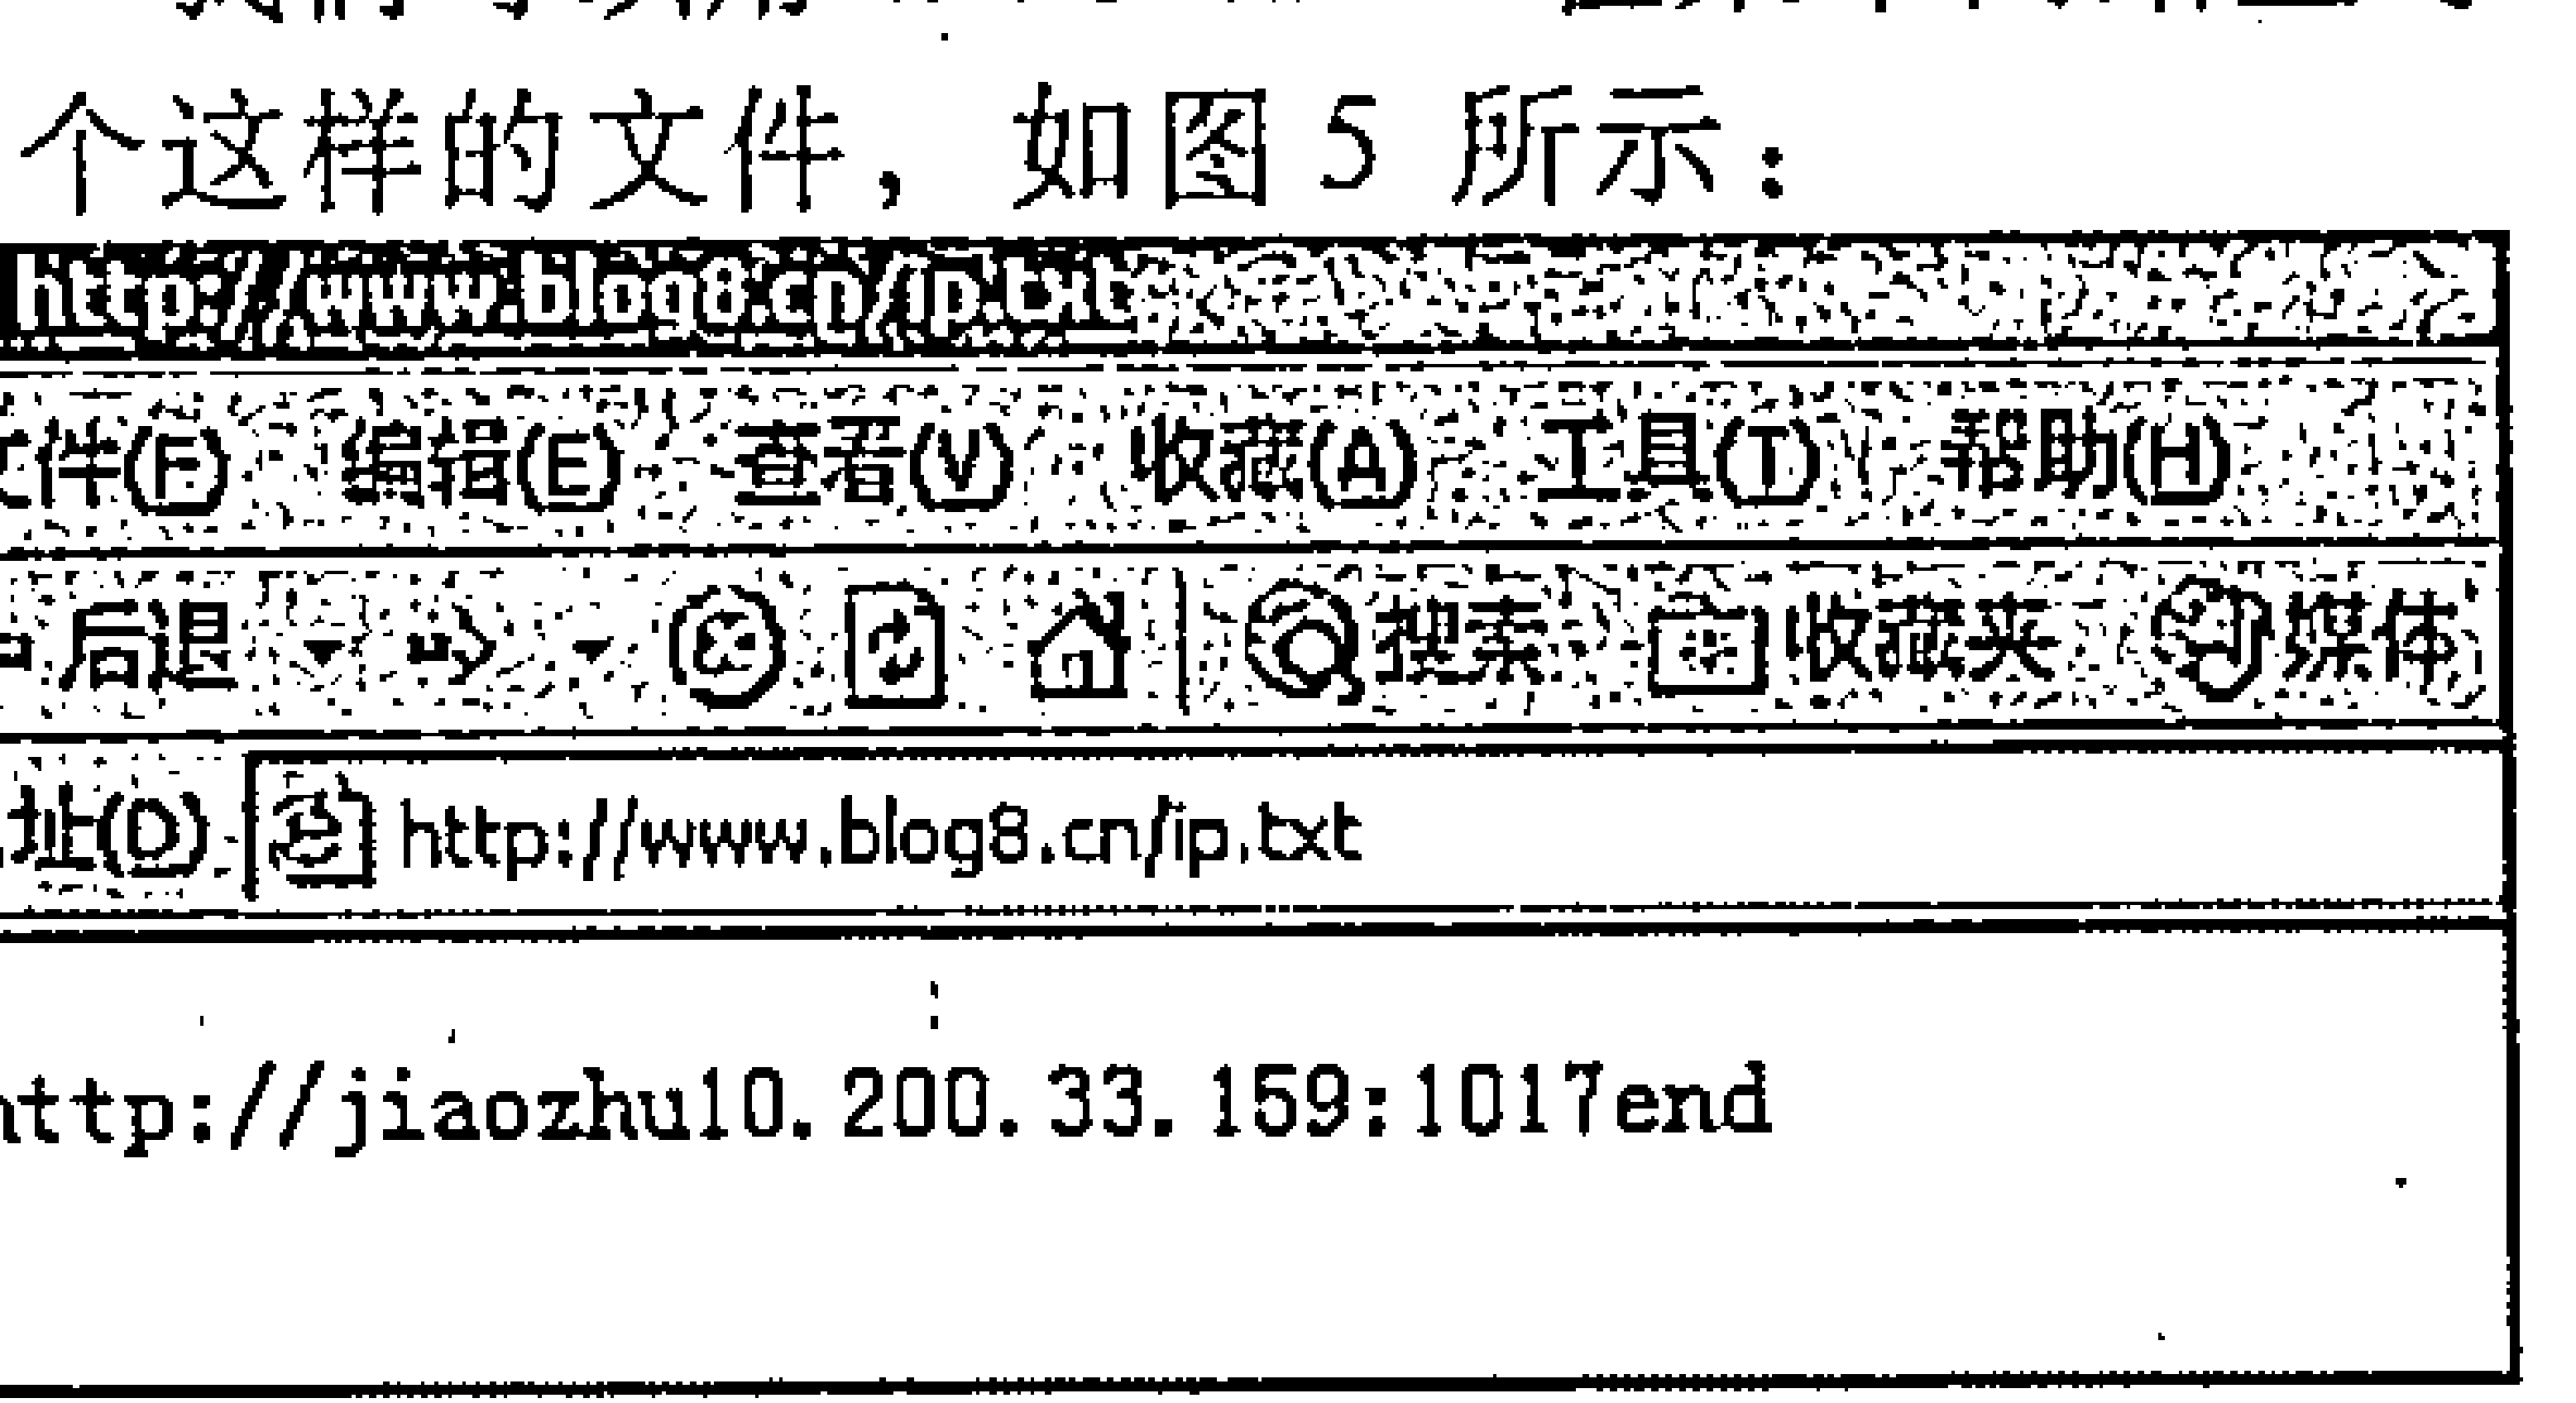 个这样的文件，如图 5 所示：
http://www.blog8.cn/ip.txt
件(F) 编辑(E) 查看(V) 收藏(A) 工具(T) 帮助(H)
后退 搜索 收藏夹 媒体
址(D) http://www.blog8.cn/ip.txt
http://jiaozhu10.200.33.159:1017end